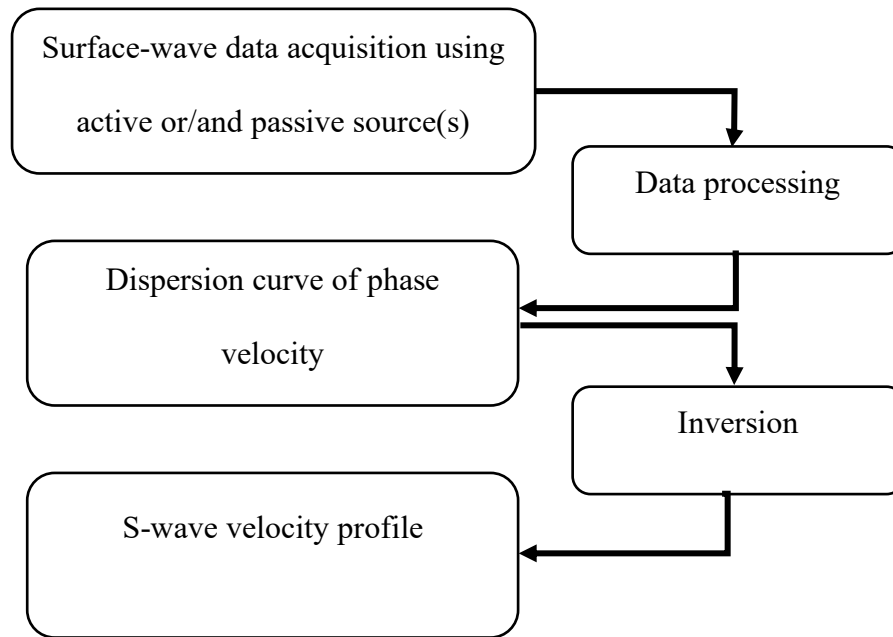 Surface-wave data acquisition using
active or/and passive source(s)
Data processing
Dispersion curve of phase
velocity
Inversion
S-wave velocity profile